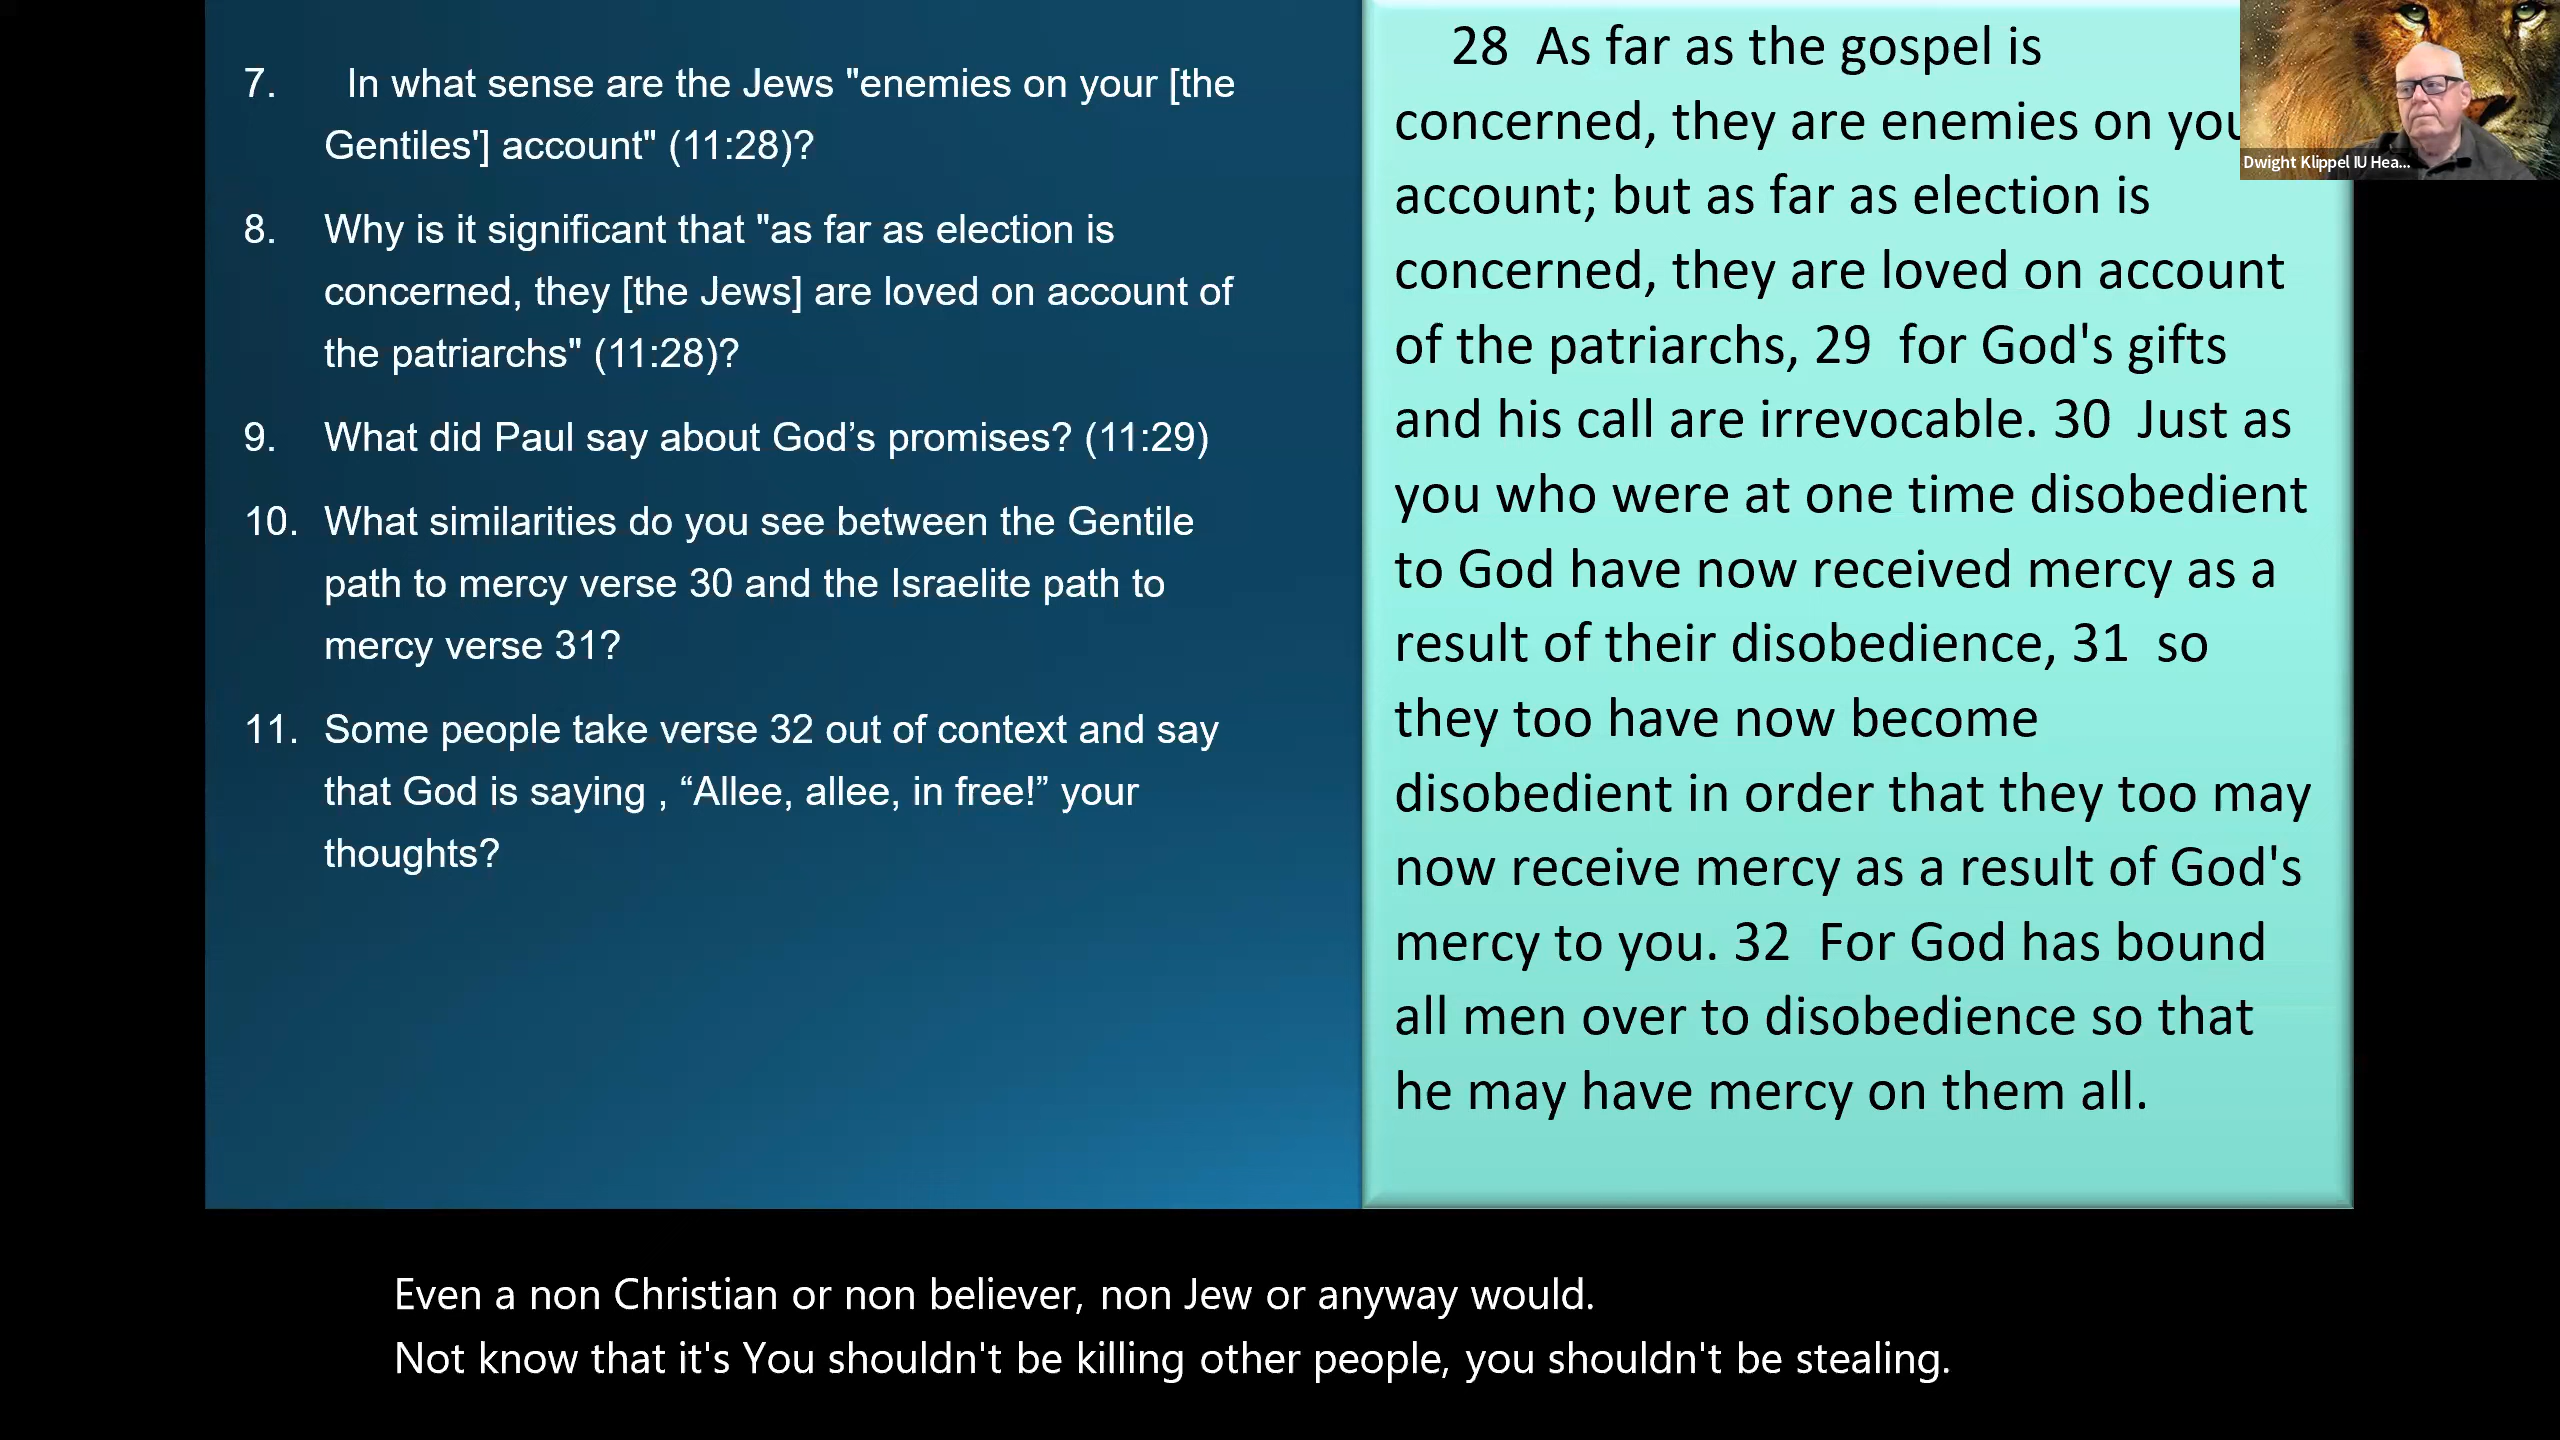 7. In what sense are the Jews "enemies on your [the
Gentiles'] account" (11:28)?
8. Why is it significant that "as far as election is
concerned, they [the Jews] are loved on account of
the patriarchs" (11:28)?
9. What did Paul say about God’s promises? (11:29)
10. What similarities do you see between the Gentile
path to mercy verse 30 and the Israelite path to
mercy verse 31?
11. Some people take verse 32 out of context and say
that God is saying , “Allee, allee, in free!” your
thoughts?
28 As far as the gospel is
concerned, they are enemies on you
account; but as far as election is
concerned, they are loved on account
of the patriarchs, 29 for God's gifts
and his call are irrevocable. 30 Just as
you who were at one time disobedient
to God have now received mercy as a
result of their disobedience, 31 so
they too have now become
disobedient in order that they too may
now receive mercy as a result of God's
mercy to you. 32 For God has bound
all men over to disobedience so that
he may have mercy on them all.
Dwight Klippel IU Hea...
Even a non Christian or non believer, non Jew or anyway would.
Not know that it's You shouldn't be killing other people, you shouldn't be stealing.